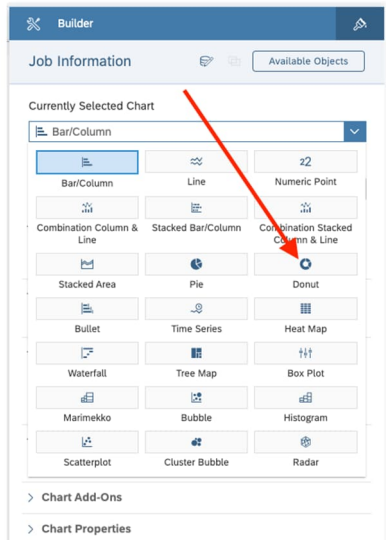 Builder
Job Information
Available Objects
Currently Selected Chart
Bar/Column
Bar/Column
Line
Numeric Point
Combination Column &
Line
Stacked Bar/Column
Combination Stacked
Column & Line
Stacked Area
Pie
Donut
Bullet
Time Series
Heat Map
Waterfall
Tree Map
Box Plot
Marimekko
Bubble
Histogram
Scatterplot
Cluster Bubble
Radar
Chart Add-Ons
Chart Properties